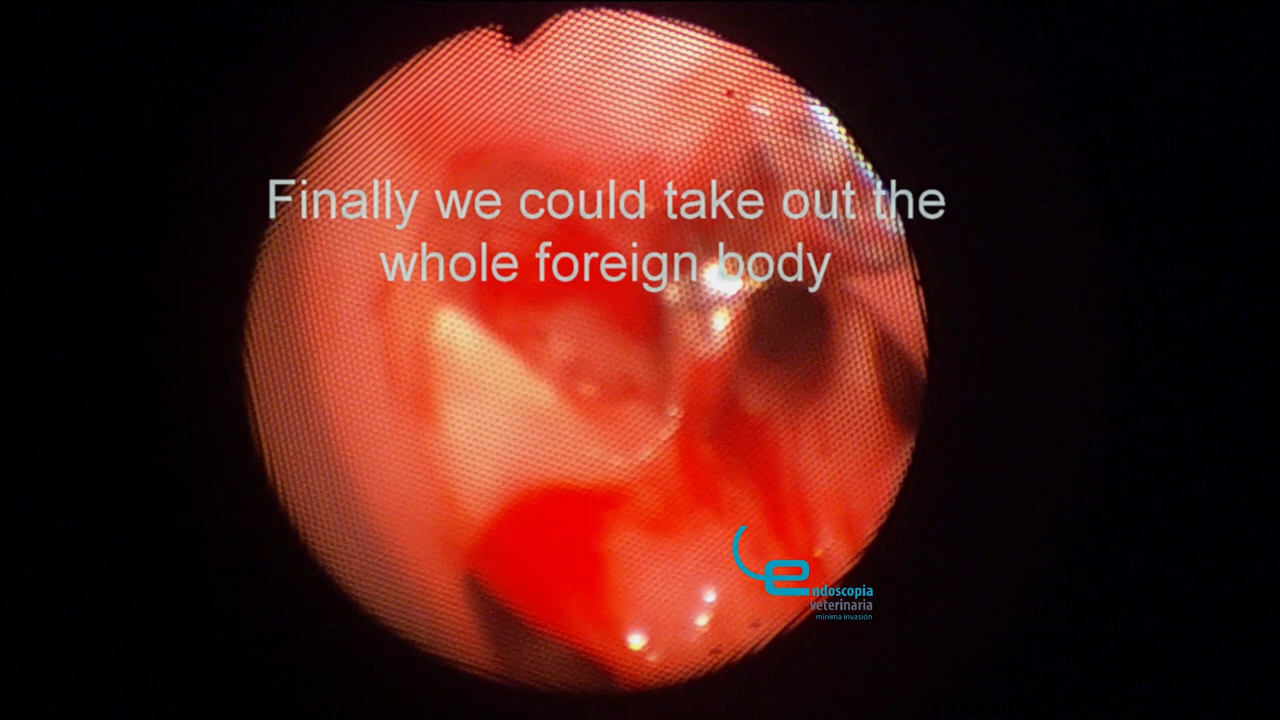 Finally we could take out the
whole foreign body
endoscopia
veterinaria
mínima invasión